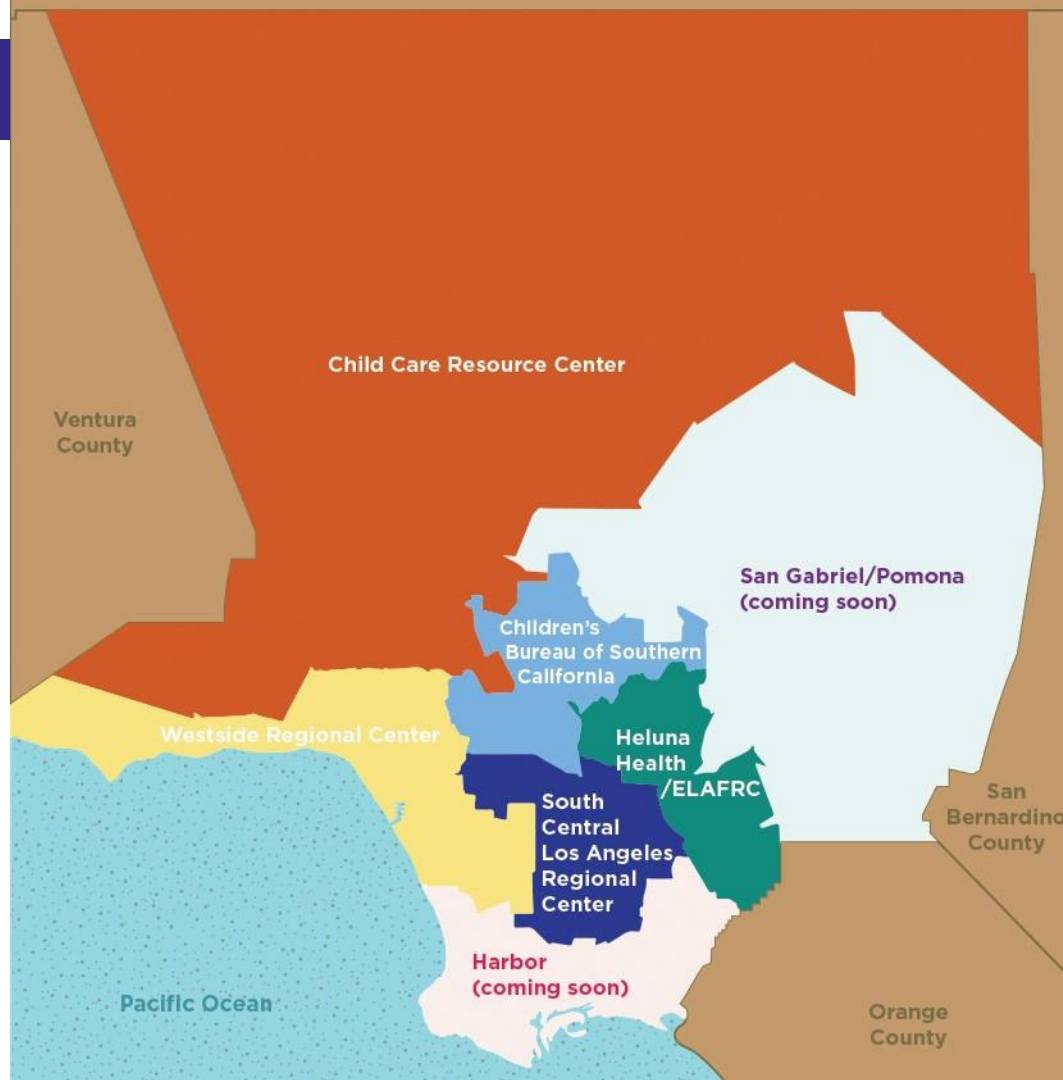 Child Care Resource Center
Ventura
County
San Gabriel/Pomona
(coming soon)
Children's
Bureau of Southern
California
Westside Regional Center
Heluna
Health
/ELAFRC
South
Central
Los Angeles
Regional
Center
San
Bernardino
County
Harbor
(coming soon)
Pacific Ocean
Orange
County